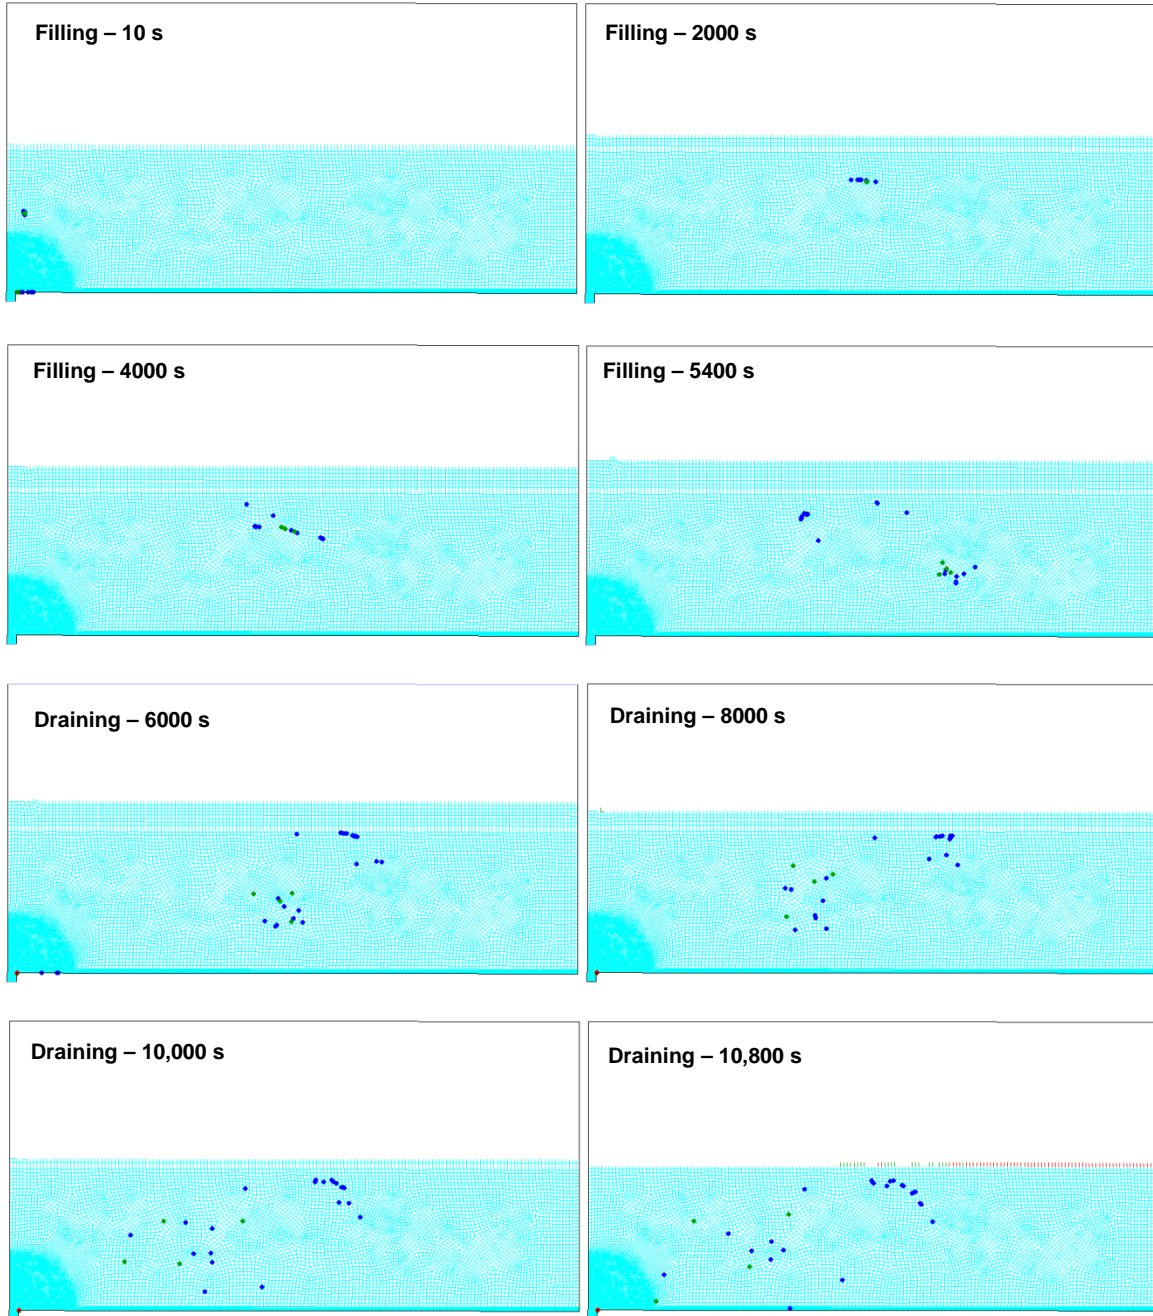 Filling – 10 s
Filling – 2000 s
Filling – 4000 s
Filling – 5400 s
Draining – 6000 s
Draining – 8000 s
Draining – 10,000 s
Draining – 10,800 s